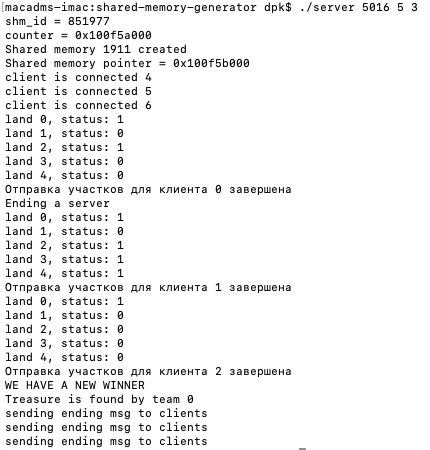 [macadms-imac:shared-memory-generator dpk$ ./server 5016 5 3
shm_id = 851977
counter = 0x100f5a000
Shared memory 1911 created
Shared memory pointer = 0x100f5b000
client is connected 4
client is connected 5
client is connected 6
land 0, status: 1
land 1, status: 0
land 2, status: 1
land 3, status: 0
land 4, status: 0
Отправка участков для клиента 0 завершена
Ending a server
land 0, status: 1
land 1, status: 0
land 2, status: 1
land 3, status: 1
land 4, status: 1
Отправка участков для клиента 1 завершена
land 0, status: 1
land 1, status: 0
land 2, status: 0
land 3, status: 0
land 4, status: 0
Отправка участков для клиента 2 завершена
WE HAVE A NEW WINNER
Treasure is found by team 0
sending ending msg to clients
sending ending msg to clients
sending ending msg to clients